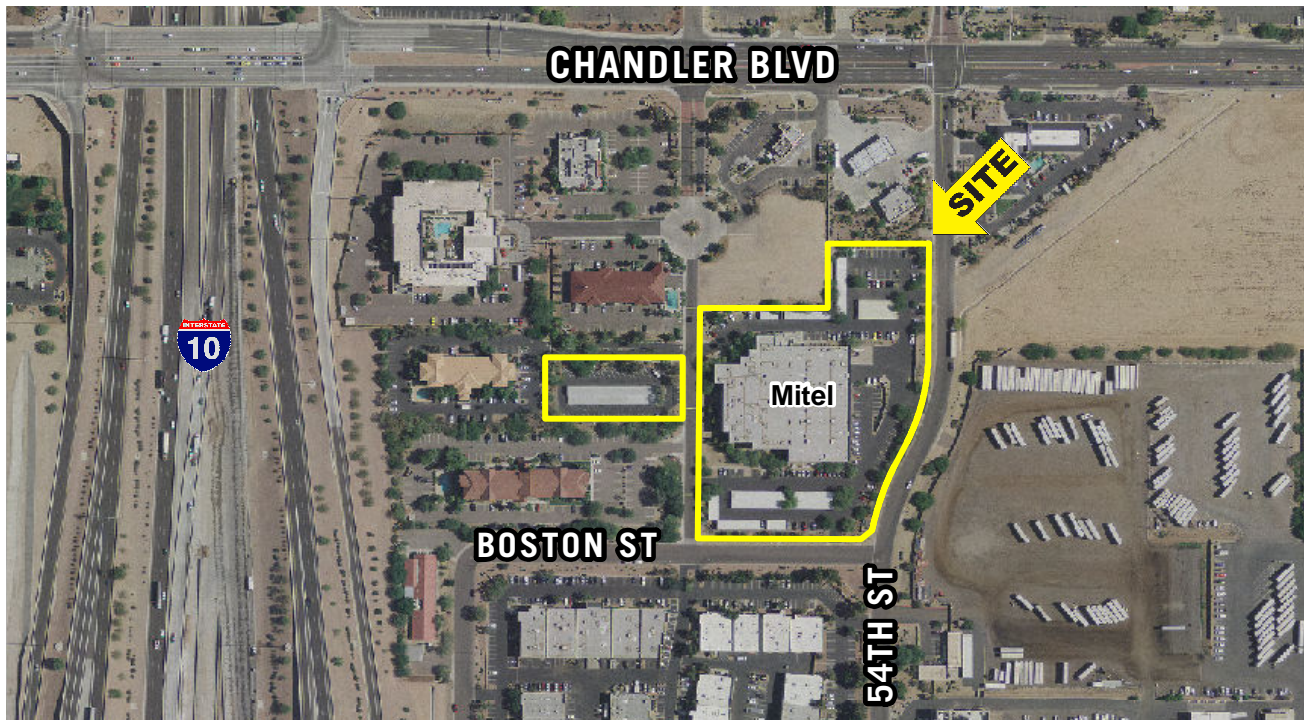 CHANDLER BLVD
SITE
INTERSTATE
10
Mitel
BOSTON ST
54TH ST